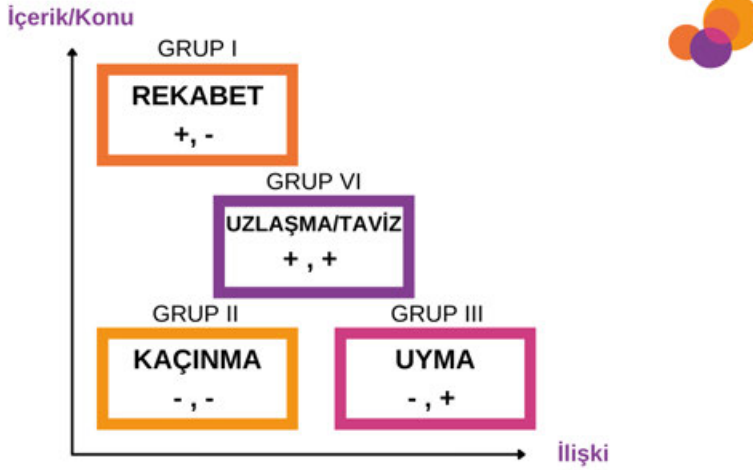 İçerik/Konu
GRUP I
REKABET
+, -
GRUP VI
UZLAŞMA/TAVİZ
+ , +
GRUP II
KAÇINMA
- , -
GRUP III
UYMA
- , +
İlişki